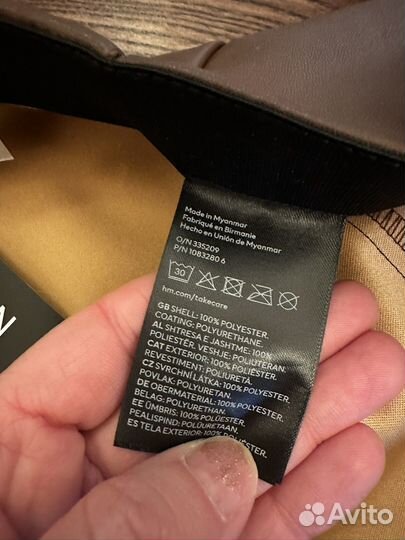 Made in Myanmar
Fabriqué en Birmanie
Hecho en Unión de Myanmar
O/N 335209
P/N 1083280 6
30
hm.com/takecare
GB SHELL: 100% POLYESTER.
COATING: POLYURETHANE.
AL SHTRESA E JASHTME: 100%
POLIESTËR. VESHJE: POLIURETAN.
CAT EXTERIOR: 100% POLIÈSTER.
REVESTIMENT: POLIURETÀ.
CZ SVRCHNÍ LÁTKA: 100% POLYESTER.
POVLAK: POLYURETAN.
DE OBERMATERIAL: 100% POLYESTER.
BELAG: POLYURETHAN.
EE ÜMBRIS: 100% POLÜESTER.
PEALISPIND: POLÜURETAAN.
ES TELA EXTERIOR: 100% POLIÉSTER.
N
Avito